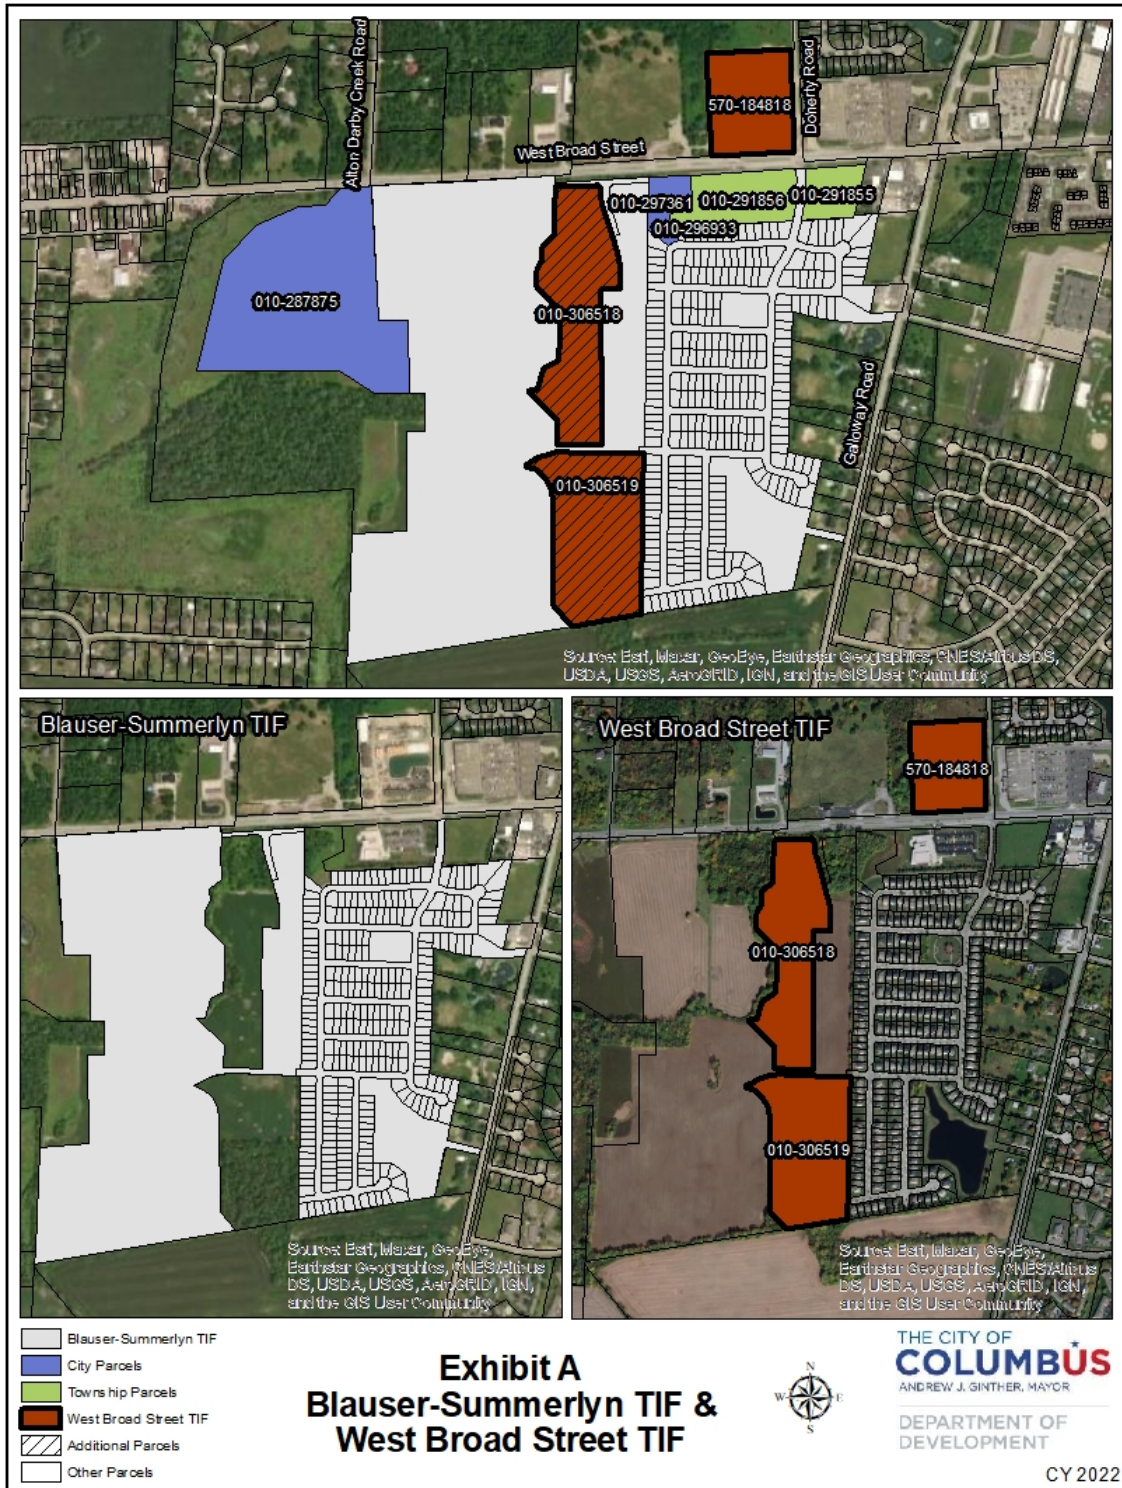 Alton Darby Creek Road
Doherty Road
570-184818
West Broad Street
010-297361
010-291856
010-291855
010-296933
010-287875
010-306518
Galloway Road
010-306519
Source: Esri, Maxar, GeoEye, Earthstar Geographics, CNES/Airbus DS,
USDA, USGS, AeroGRID, IGN, and the GIS User Community
Blauser-Summerlyn TIF
Source: Esri, Maxar, GeoEye,
Earthstar Geographics, CNES/Airbus
DS, USDA, USGS, AeroGRID, IGN,
and the GIS User Community
West Broad Street TIF
570-184818
010-306518
010-306519
Source: Esri, Maxar, GeoEye,
Earthstar Geographics, CNES/Airbus
DS, USDA, USGS, AeroGRID, IGN,
and the GIS User Community
Blauser-Summerlyn TIF
City Parcels
Township Parcels
West Broad Street TIF
Additional Parcels
Other Parcels
Exhibit A
Blauser-Summerlyn TIF &
West Broad Street TIF
N
W
E
S
THE CITY OF
COLUMBUS
ANDREW J. GINTHER, MAYOR
DEPARTMENT OF
DEVELOPMENT
CY 2022